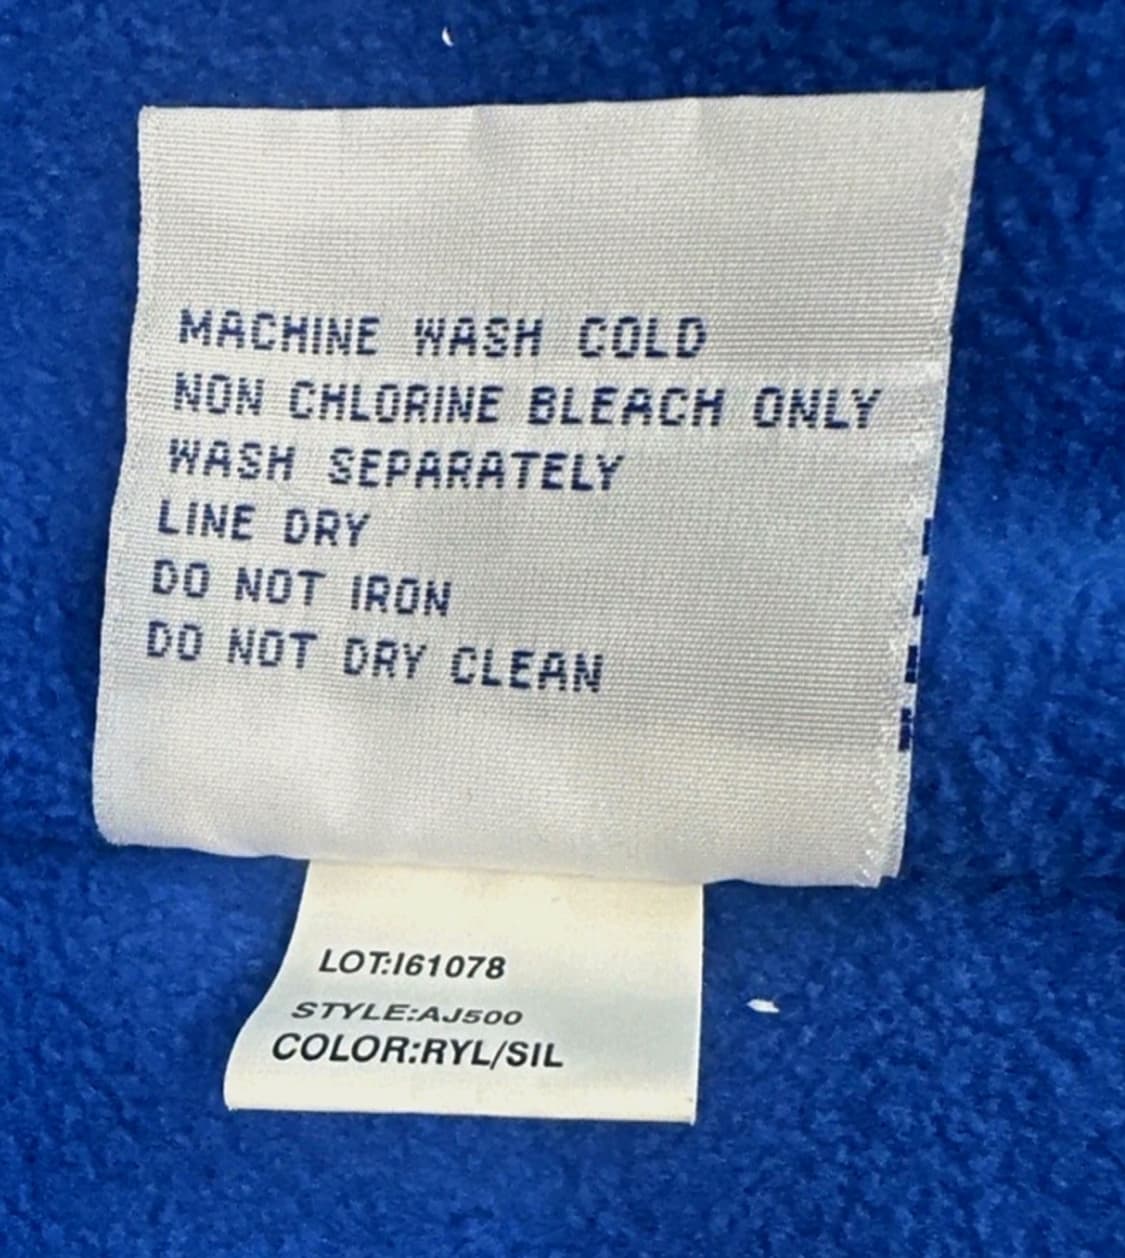 MACHINE WASH COLD
NON CHLORINE BLEACH ONLY
WASH SEPARATELY
LINE DRY
DO NOT IRON
DO NOT DRY CLEAN
LOT:I61078
STYLE:AJ500
COLOR:RYL/SIL